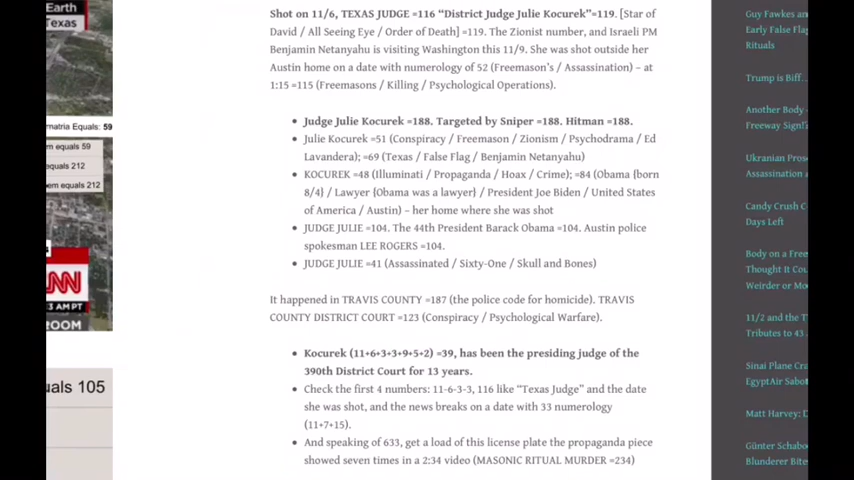 Earth
Texas
matria Equals: 59
em equals 59
equals 212
em equals 212
NN
3 AM PT
ROOM
uals 105
Shot on 11/6, TEXAS JUDGE =116 “District Judge Julie Kocurek“=119. [Star of
David / All Seeing Eye / Order of Death] =119. The Zionist number, and Israeli PM
Benjamin Netanyahu is visiting Washington this 11/9. She was shot outside her
Austin home on a date with numerology of 52 (Freemason’s / Assassination) – at
1:15 =115 (Freemasons / Killing / Psychological Operations).
Judge Julie Kocurek =188. Targeted by Sniper =188. Hitman =188.
Julie Kocurek =51 (Conspiracy / Freemason / Zionism / Psychodrama / Ed
Lavandera); =69 (Texas / False Flag / Benjamin Netanyahu)
KOCUREK =48 (Illuminati / Propaganda / Hoax / Crime); =84 (Obama {born
8/4} / Lawyer {Obama was a lawyer} / President Joe Biden / United States
of America / Austin) – her home where she was shot
JUDGE JULIE =104. The 44th President Barack Obama =104. Austin police
spokesman LEE ROGERS =104.
JUDGE JULIE =41 (Assassinated / Sixty-One / Skull and Bones)
It happened in TRAVIS COUNTY =187 (the police code for homicide). TRAVIS
COUNTY DISTRICT COURT =123 (Conspiracy / Psychological Warfare).
Kocurek (11+6+3+3+9+5+2) =39, has been the presiding judge of the
390th District Court for 13 years.
Check the first 4 numbers: 11-6-3-3, 116 like “Texas Judge” and the date
she was shot, and the news breaks on a date with 33 numerology
(11+7+15).
And speaking of 633, get a load of this license plate the propaganda piece
showed seven times in a 2:34 video (MASONIC RITUAL MURDER =234)
Guy Fawkes an
Early False Flag
Rituals
Trump is Biff…
Another Body
Freeway Sign!?
Ukranian Pros
Assassination
Candy Crush C
Days Left
Body on a Free
Thought It Cou
Weirder or Mo
11/2 and the T
Tributes to 43
Sinai Plane Cra
EgyptAir Sabot
Matt Harvey: D
Günter Schabo
Blunderer Bite